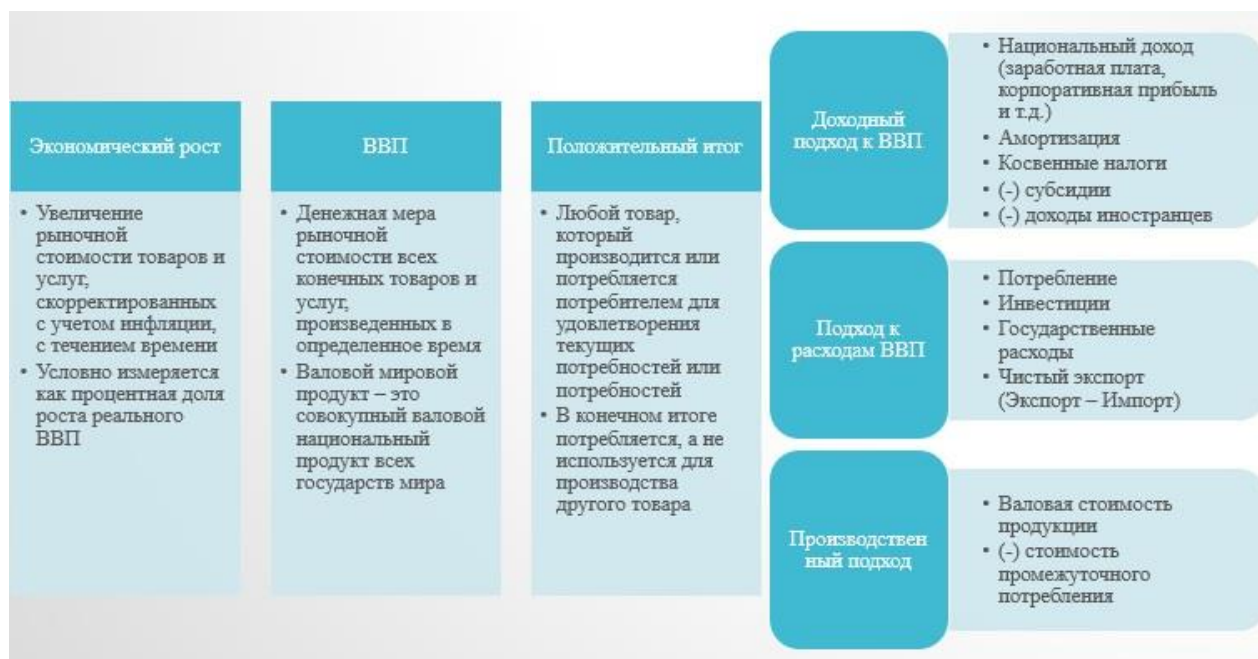 Экономический рост
• Увеличение
рыночной
стоимости товаров и
услуг,
скорректированных
с учетом инфляции,
с течением времени
• Условно измеряется
как процентная доля
роста реального
ВВП
ВВП
• Денежная мера
рыночной
стоимости всех
конечных товаров и
услуг,
произведенных в
определенное время
• Валовой мировой
продукт – это
совокупный валовой
национальный
продукт всех
государств мира
Положительный итог
• Любой товар,
который
производится или
потребляется
потребителем для
удовлетворения
текущих
потребностей или
потребностей
• В конечном итоге
потребляется, а не
используется для
производства
другого товара
Доходный
подход к ВВП
• Национальный доход
(заработная плата,
корпоративная прибыль
и т.д.)
• Амортизация
• Косвенные налоги
• (-) субсидии
• (-) доходы иностранцев
Подход к
расходам ВВП
• Потребление
• Инвестиции
• Государственные
расходы
• Чистый экспорт
(Экспорт – Импорт)
Производствен
ный подход
• Валовая стоимость
продукции
• (-) стоимость
промежуточного
потребления